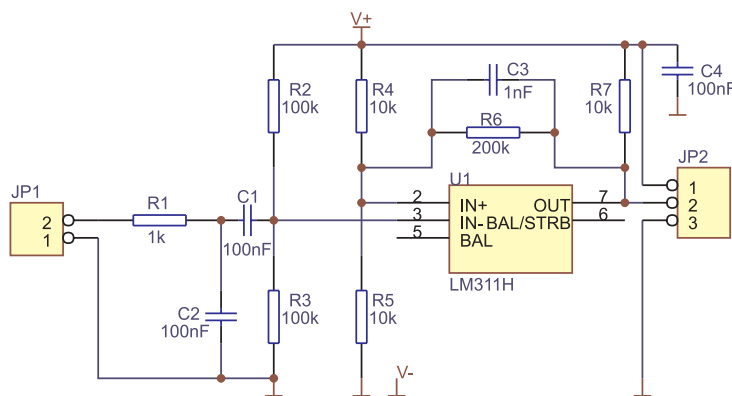 V+
R2
100k
R4
10k
C3
1nF
R6
200k
R7
10k
C4
100nF
JP1
2
1
R1
1k
C1
100nF
C2
100nF
R3
100k
R5
10k
U1
2 IN+ OUT 7
3 IN- BAL/STRB 6
5 BAL
LM311H
JP2
1
2
3
V-